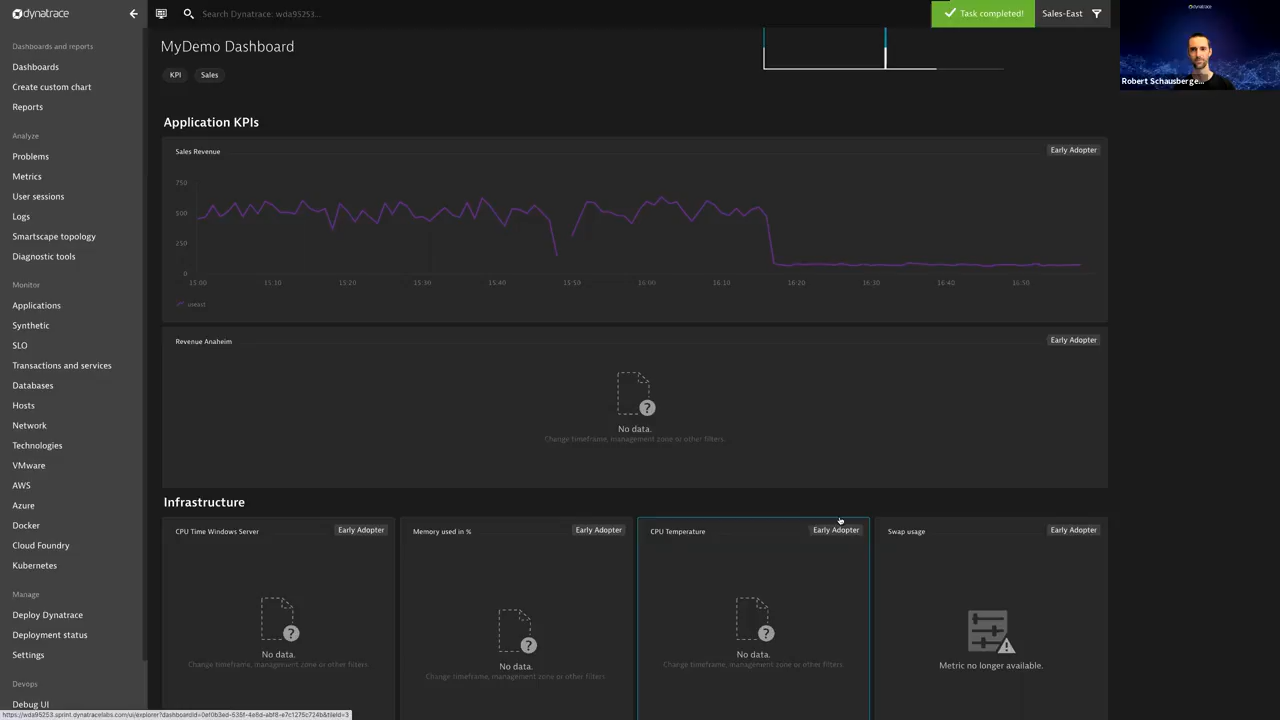 dynatrace
Search Dynatrace: wda95253...
Task completed!
Sales-East
dynatrace
Robert Schausberge...
Dashboards and reports
Dashboards
Create custom chart
Reports
Analyze
Problems
Metrics
User sessions
Logs
Smartscape topology
Diagnostic tools
Monitor
Applications
Synthetic
SLO
Transactions and services
Databases
Hosts
Network
Technologies
VMware
AWS
Azure
Docker
Cloud Foundry
Kubernetes
Manage
Deploy Dynatrace
Deployment status
Settings
Devops
Debug UI
MyDemo Dashboard
KPI
Sales
Application KPIs
Sales Revenue
Early Adopter
750
500
250
0
15:00 15:10 15:20 15:30 15:40 15:50 16:00 16:10 16:20 16:30 16:40 16:50
useast
Revenue Anaheim
Early Adopter
?
No data.
Change timeframe, management zone or other filters.
Infrastructure
CPU Time Windows Server
Early Adopter
?
No data.
Change timeframe, management zone or other filters
Memory used in %
Early Adopter
?
No data.
Change timeframe, management zone or other filters
CPU Temperature
Early Adopter
?
No data.
Change timeframe, management zone or other filters
Swap usage
Early Adopter
Metric no longer available.